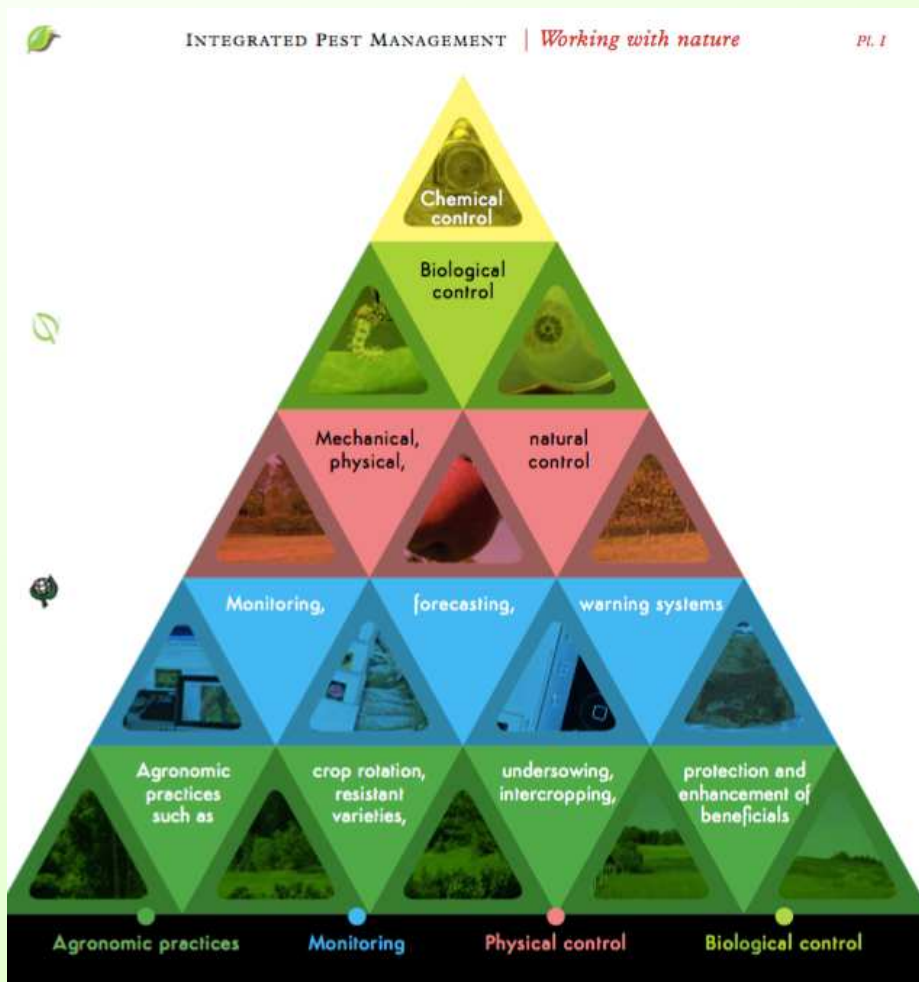 INTEGRATED PEST MANAGEMENT | Working with nature Pl. I
Chemical
control
Biological
control
Mechanical,
physical,
natural
control
Monitoring,
forecasting,
warning systems
Agronomic
practices
such as
crop rotation,
resistant
varieties,
undersowing,
intercropping,
protection and
enhancement of
beneficials
Agronomic practices
Monitoring
Physical control
Biological control